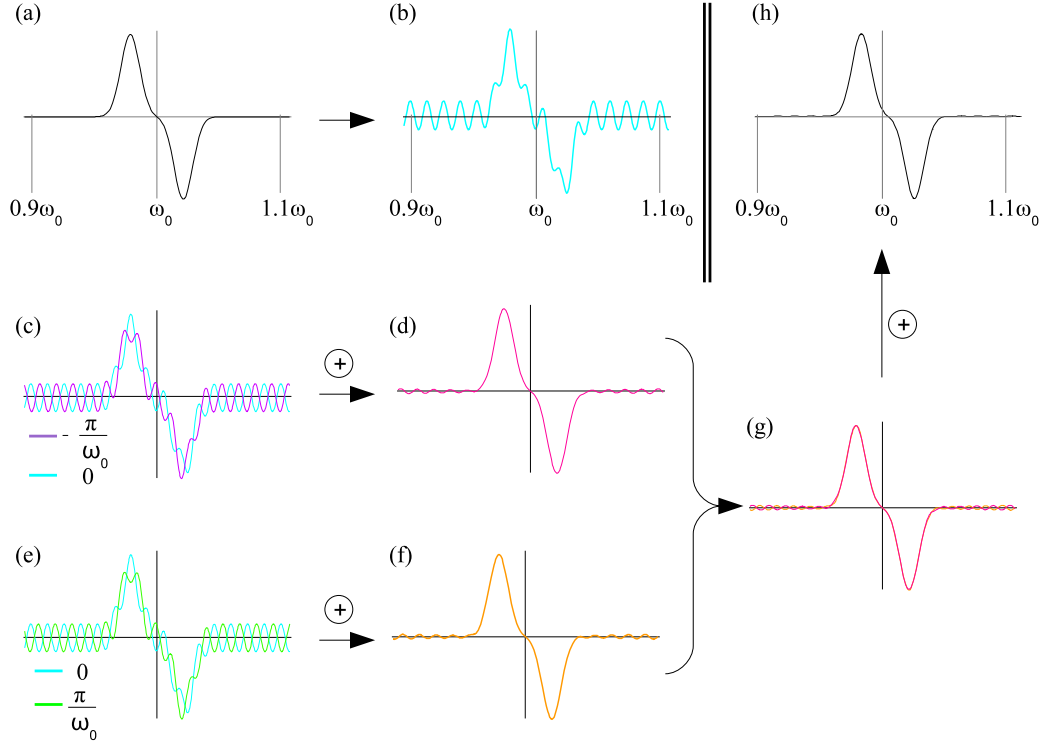 (a)
(b)
(h)
0.9ω₀ ω₀ 1.1ω₀
0.9ω₀ ω₀ 1.1ω₀
0.9ω₀ ω₀ 1.1ω₀
(c)
+
(d)
+
- π/ω₀
0
(g)
(e)
+
(f)
0
π/ω₀